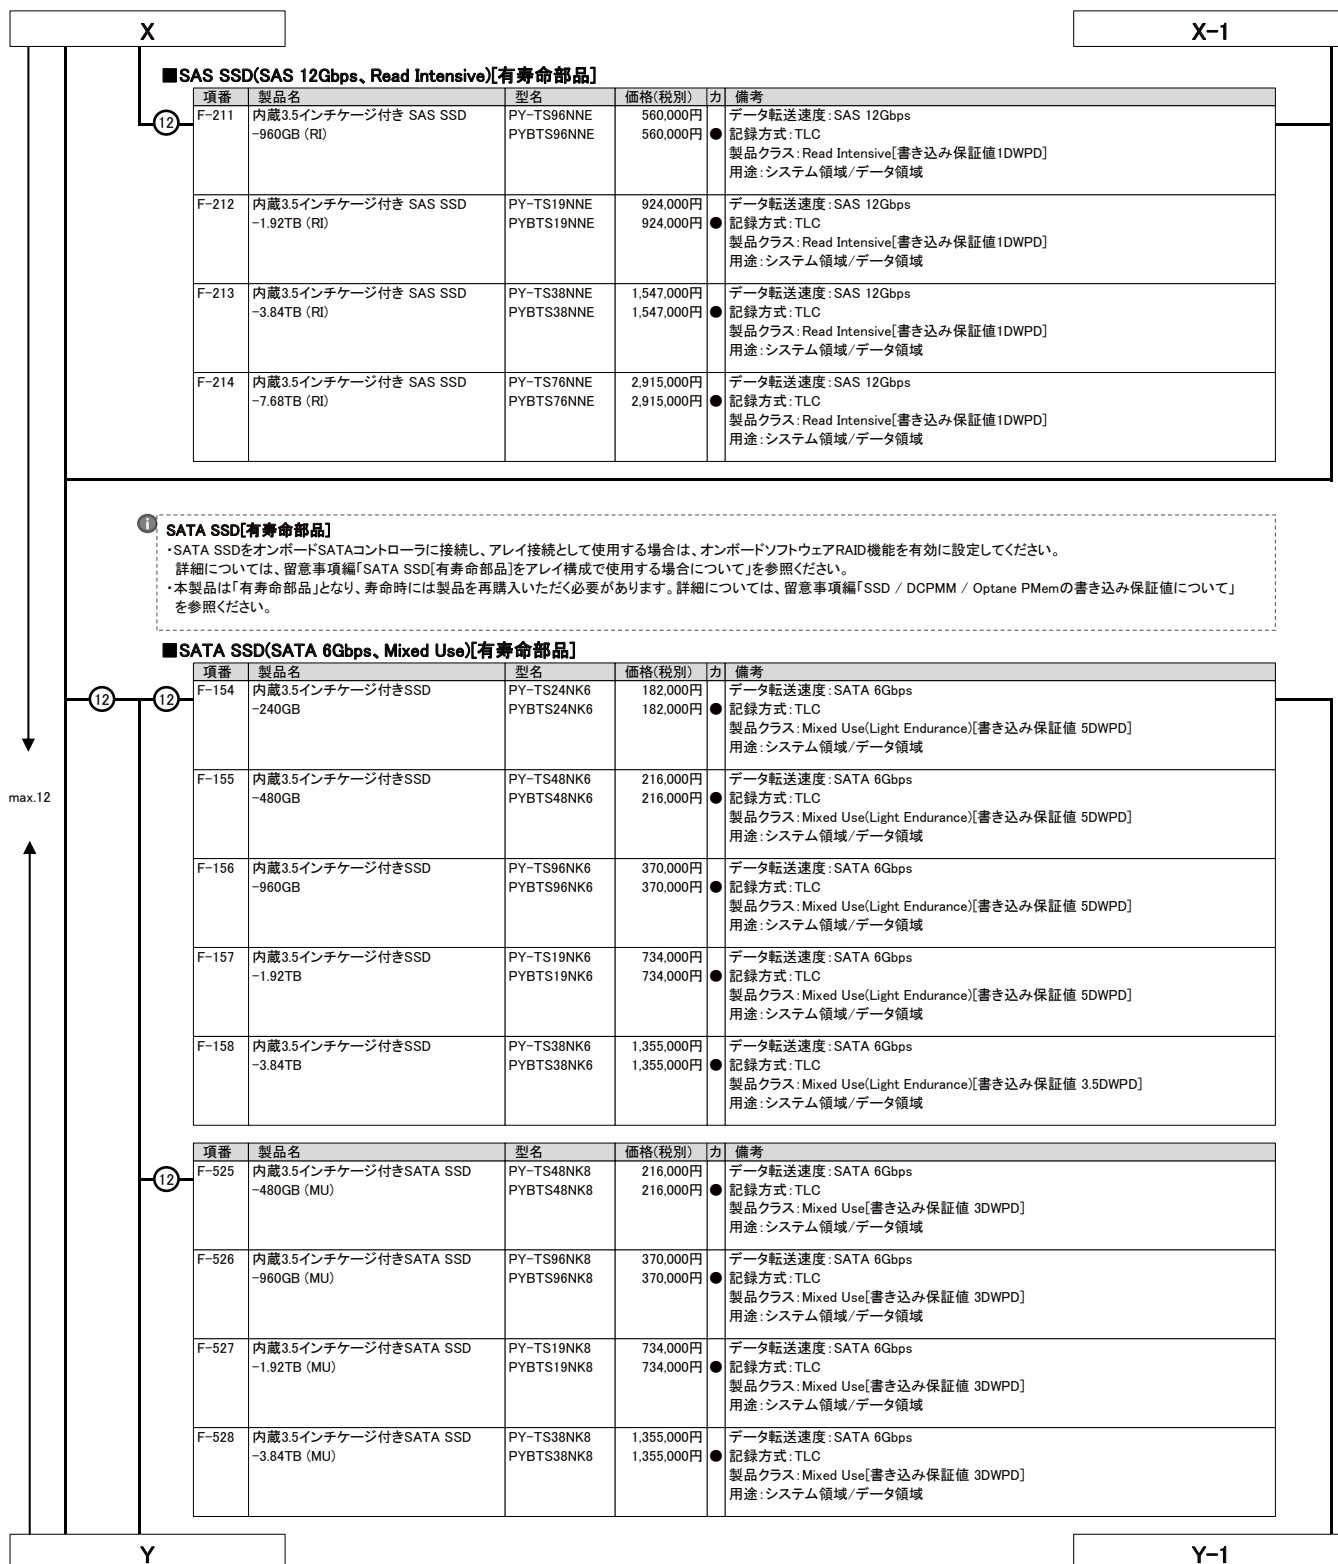 X
X-1
■SAS SSD(SAS 12Gbps、Read Intensive)[有寿命部品]
項番 製品名 型名 価格(税別) カ 備考
12
F-211 内蔵3.5インチケージ付き SAS SSD PY-TS96NNE 560,000円 データ転送速度:SAS 12Gbps
-960GB (RI) PYBTS96NNE 560,000円 ● 記録方式:TLC
製品クラス:Read Intensive[書き込み保証値1DWPD]
用途:システム領域/データ領域
F-212 内蔵3.5インチケージ付き SAS SSD PY-TS19NNE 924,000円 データ転送速度:SAS 12Gbps
-1.92TB (RI) PYBTS19NNE 924,000円 ● 記録方式:TLC
製品クラス:Read Intensive[書き込み保証値1DWPD]
用途:システム領域/データ領域
F-213 内蔵3.5インチケージ付き SAS SSD PY-TS38NNE 1,547,000円 データ転送速度:SAS 12Gbps
-3.84TB (RI) PYBTS38NNE 1,547,000円 ● 記録方式:TLC
製品クラス:Read Intensive[書き込み保証値1DWPD]
用途:システム領域/データ領域
F-214 内蔵3.5インチケージ付き SAS SSD PY-TS76NNE 2,915,000円 データ転送速度:SAS 12Gbps
-7.68TB (RI) PYBTS76NNE 2,915,000円 ● 記録方式:TLC
製品クラス:Read Intensive[書き込み保証値1DWPD]
用途:システム領域/データ領域
i
SATA SSD[有寿命部品]
・SATA SSDをオンボードSATAコントローラに接続し、アレイ接続として使用する場合は、オンボードソフトウェアRAID機能を有効に設定してください。
詳細については、留意事項編「SATA SSD[有寿命部品]をアレイ構成で使用する場合について」を参照ください。
・本製品は「有寿命部品」となり、寿命時には製品を再購入いただく必要があります。詳細については、留意事項編「SSD / DCPMM / Optane PMemの書き込み保証値について」
を参照ください。
■SATA SSD(SATA 6Gbps、Mixed Use)[有寿命部品]
項番 製品名 型名 価格(税別) カ 備考
12 12
F-154 内蔵3.5インチケージ付きSSD PY-TS24NK6 182,000円 データ転送速度:SATA 6Gbps
-240GB PYBTS24NK6 182,000円 ● 記録方式:TLC
製品クラス:Mixed Use(Light Endurance)[書き込み保証値 5DWPD]
用途:システム領域/データ領域
max.12
F-155 内蔵3.5インチケージ付きSSD PY-TS48NK6 216,000円 データ転送速度:SATA 6Gbps
-480GB PYBTS48NK6 216,000円 ● 記録方式:TLC
製品クラス:Mixed Use(Light Endurance)[書き込み保証値 5DWPD]
用途:システム領域/データ領域
F-156 内蔵3.5インチケージ付きSSD PY-TS96NK6 370,000円 データ転送速度:SATA 6Gbps
-960GB PYBTS96NK6 370,000円 ● 記録方式:TLC
製品クラス:Mixed Use(Light Endurance)[書き込み保証値 5DWPD]
用途:システム領域/データ領域
F-157 内蔵3.5インチケージ付きSSD PY-TS19NK6 734,000円 データ転送速度:SATA 6Gbps
-1.92TB PYBTS19NK6 734,000円 ● 記録方式:TLC
製品クラス:Mixed Use(Light Endurance)[書き込み保証値 5DWPD]
用途:システム領域/データ領域
F-158 内蔵3.5インチケージ付きSSD PY-TS38NK6 1,355,000円 データ転送速度:SATA 6Gbps
-3.84TB PYBTS38NK6 1,355,000円 ● 記録方式:TLC
製品クラス:Mixed Use(Light Endurance)[書き込み保証値 3.5DWPD]
用途:システム領域/データ領域
項番 製品名 型名 価格(税別) カ 備考
12
F-525 内蔵3.5インチケージ付きSATA SSD PY-TS48NK8 216,000円 データ転送速度:SATA 6Gbps
-480GB (MU) PYBTS48NK8 216,000円 ● 記録方式:TLC
製品クラス:Mixed Use[書き込み保証値 3DWPD]
用途:システム領域/データ領域
F-526 内蔵3.5インチケージ付きSATA SSD PY-TS96NK8 370,000円 データ転送速度:SATA 6Gbps
-960GB (MU) PYBTS96NK8 370,000円 ● 記録方式:TLC
製品クラス:Mixed Use[書き込み保証値 3DWPD]
用途:システム領域/データ領域
F-527 内蔵3.5インチケージ付きSATA SSD PY-TS19NK8 734,000円 データ転送速度:SATA 6Gbps
-1.92TB (MU) PYBTS19NK8 734,000円 ● 記録方式:TLC
製品クラス:Mixed Use[書き込み保証値 3DWPD]
用途:システム領域/データ領域
F-528 内蔵3.5インチケージ付きSATA SSD PY-TS38NK8 1,355,000円 データ転送速度:SATA 6Gbps
-3.84TB (MU) PYBTS38NK8 1,355,000円 ● 記録方式:TLC
製品クラス:Mixed Use[書き込み保証値 3DWPD]
用途:システム領域/データ領域
Y
Y-1